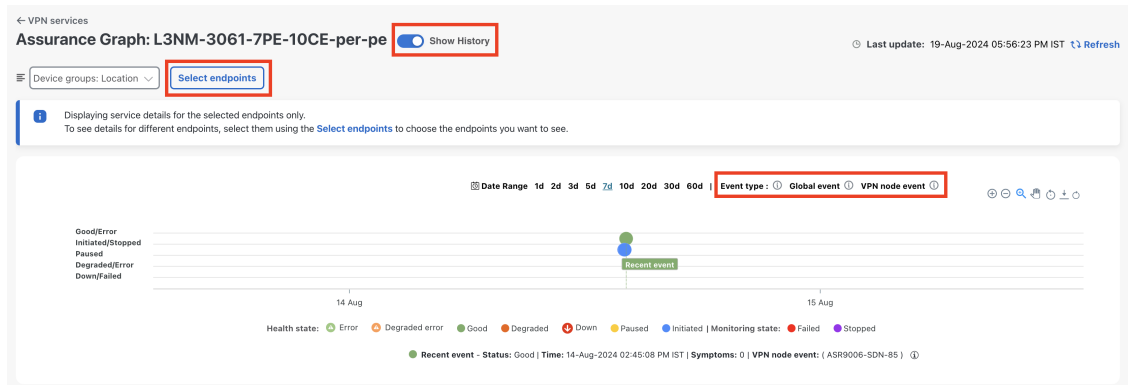 ← VPN services
Assurance Graph: L3NM-3061-7PE-10CE-per-pe Show History
Last update: 19-Aug-2024 05:56:23 PM IST Refresh
Device groups: Location Select endpoints
Displaying service details for the selected endpoints only.
To see details for different endpoints, select them using the Select endpoints to choose the endpoints you want to see.
Date Range 1d 2d 3d 5d 7d 10d 20d 30d 60d | Event type : Global event VPN node event
Good/Error
Initiated/Stopped
Paused
Degraded/Error
Down/Failed
Recent event
14 Aug 15 Aug
Health state: Error Degraded error Good Degraded Down Paused Initiated | Monitoring state: Failed Stopped
Recent event - Status: Good | Time: 14-Aug-2024 02:45:08 PM IST | Symptoms: 0 | VPN node event: ( ASR9006-SDN-85 )